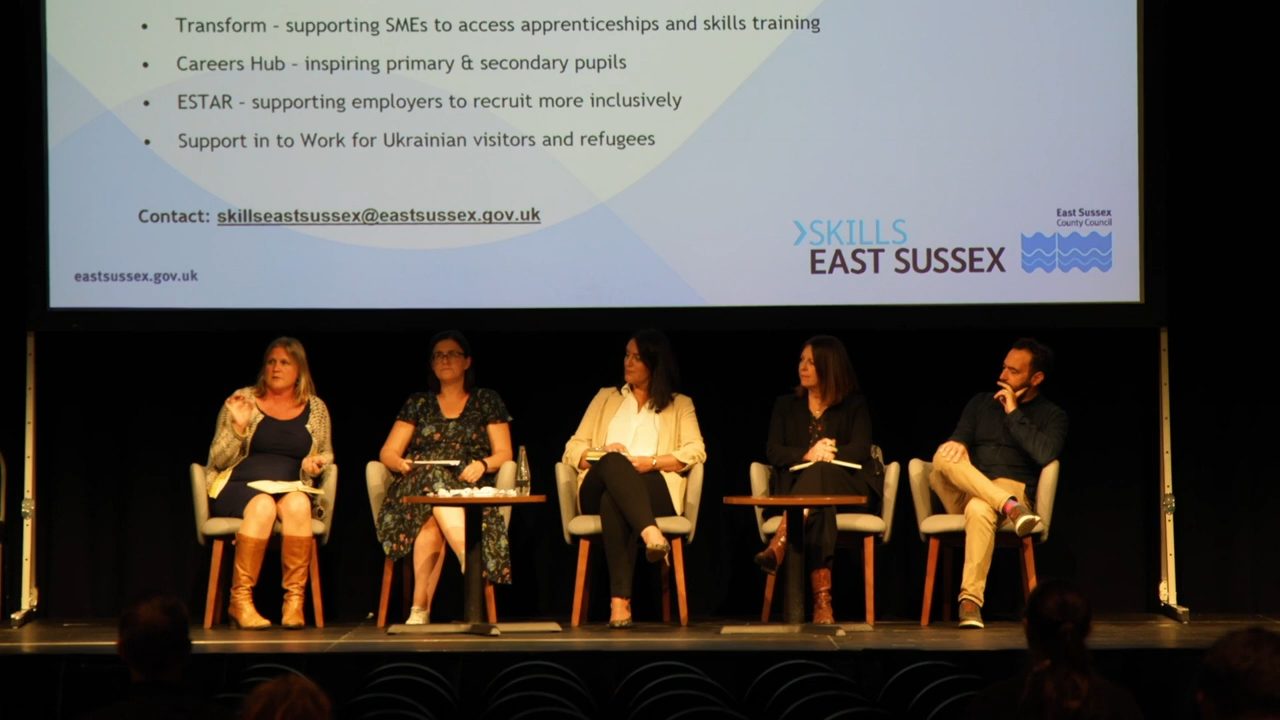 • Transform - supporting SMEs to access apprenticeships and skills training
• Careers Hub - inspiring primary & secondary pupils
• ESTAR - supporting employers to recruit more inclusively
• Support in to Work for Ukrainian visitors and refugees
Contact: skillseastsussex@eastsussex.gov.uk
eastsussex.gov.uk
SKILLS
EAST SUSSEX
East Sussex
County Council